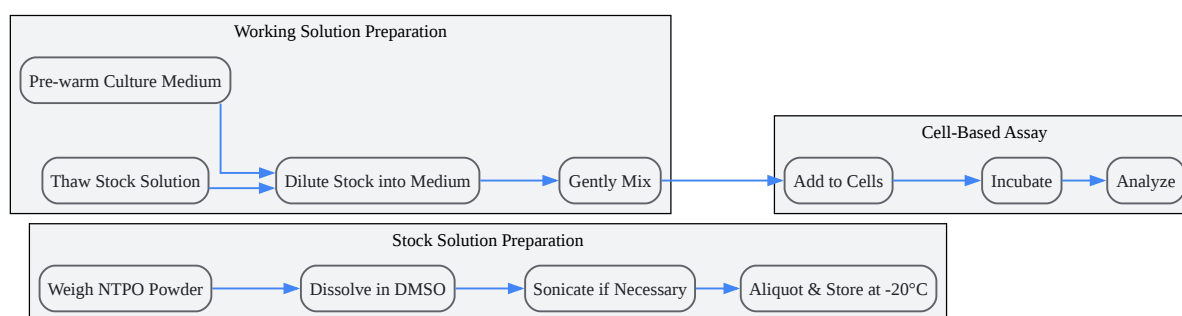 Working Solution Preparation
Pre-warm Culture Medium
Thaw Stock Solution
Dilute Stock into Medium
Gently Mix
Cell-Based Assay
Add to Cells
Incubate
Analyze
Stock Solution Preparation
Weigh NTPO Powder
Dissolve in DMSO
Sonicate if Necessary
Aliquot & Store at -20°C